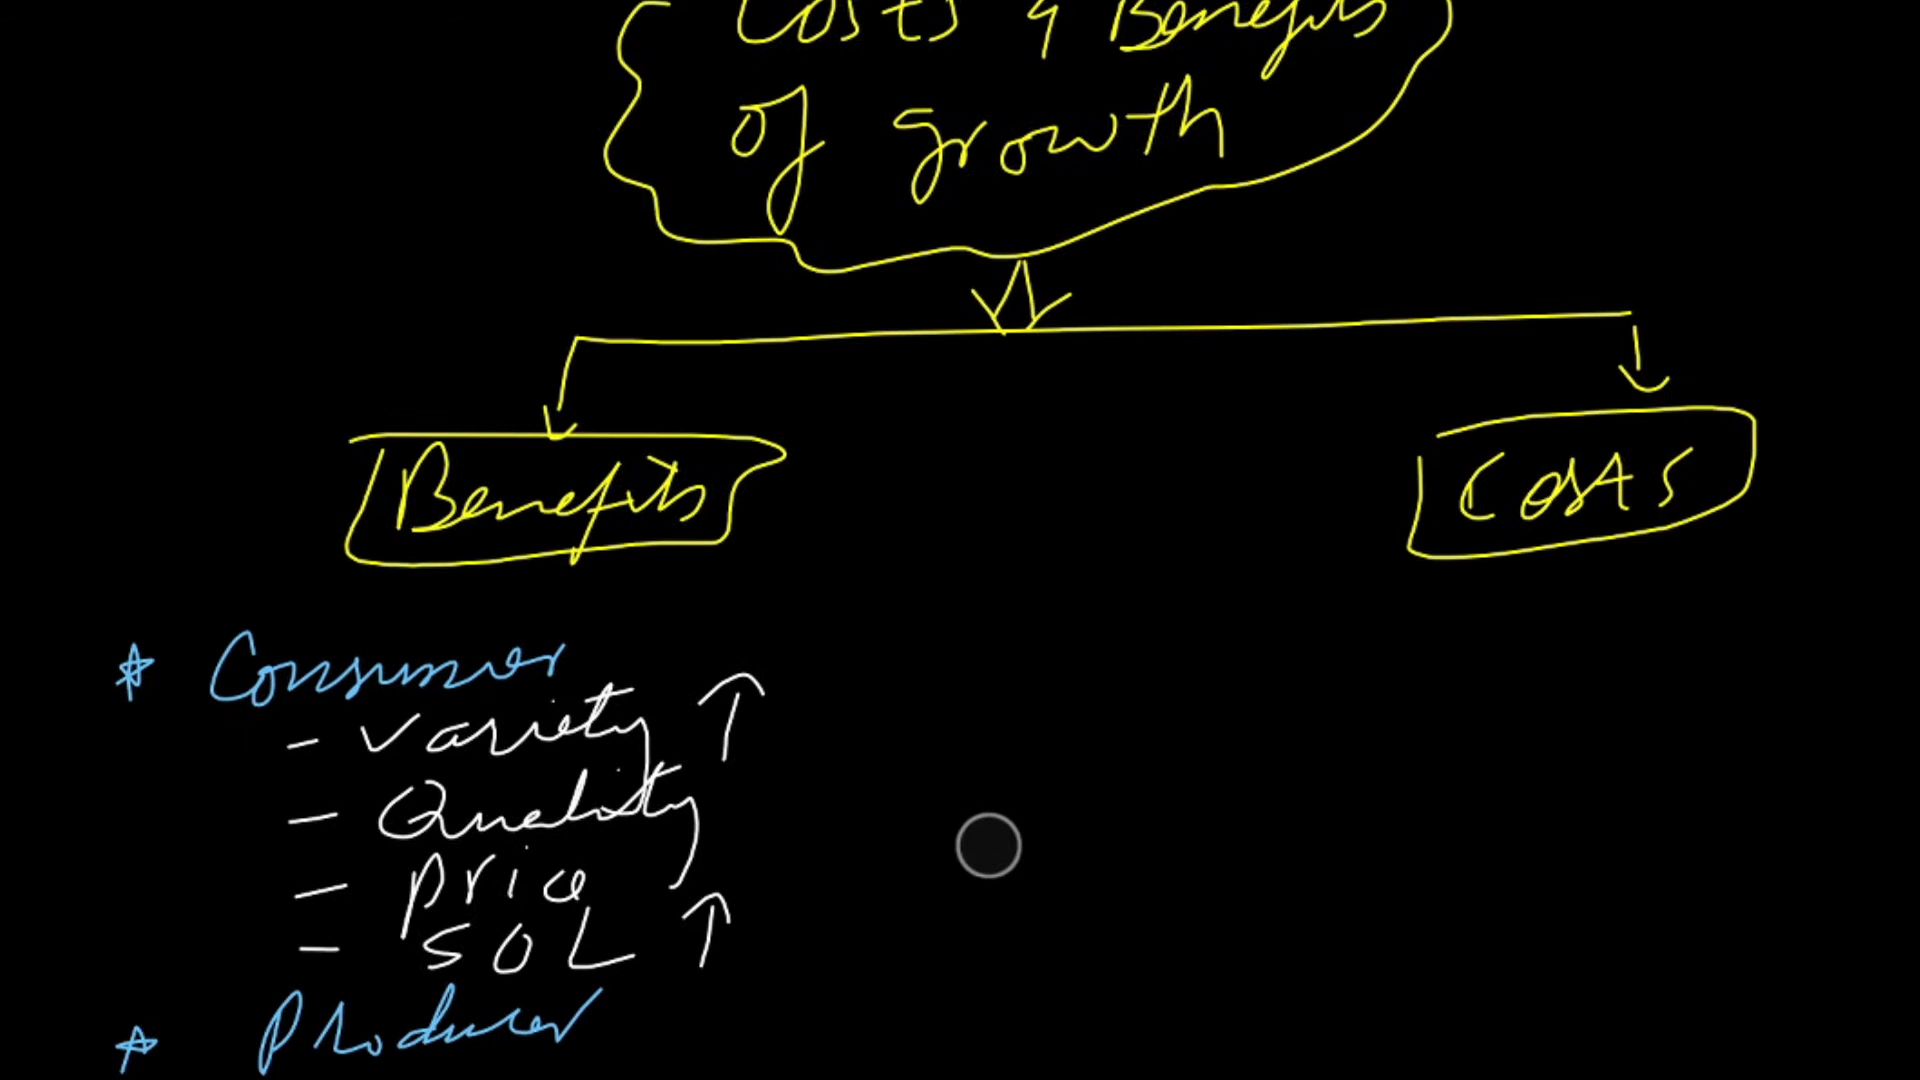 Costs & Benefits
of growth
Benefits
Costs
* Consumer
- Variety ↑
- Quality
- Price
- SOL ↑
* Producer